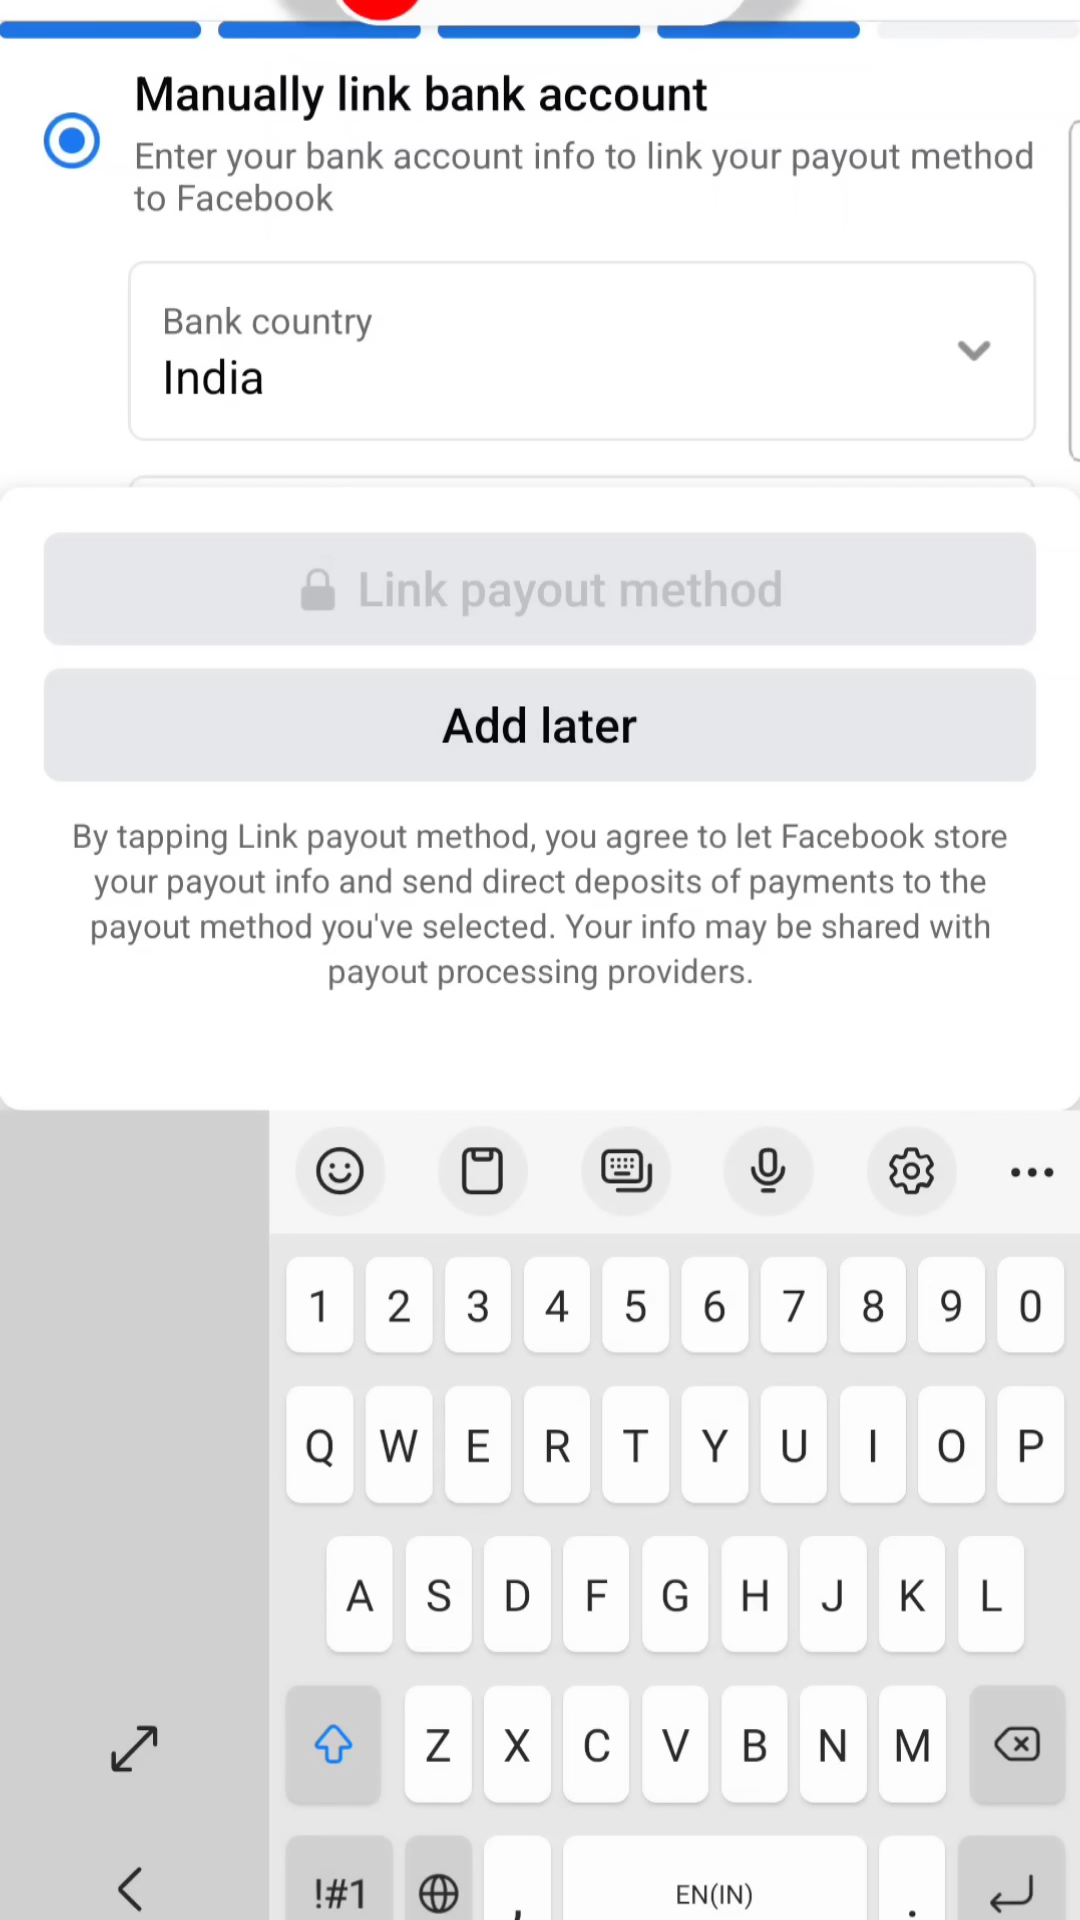 Manually link bank account
Enter your bank account info to link your payout method
to Facebook
Bank country
India
Link payout method
Add later
By tapping Link payout method, you agree to let Facebook store
your payout info and send direct deposits of payments to the
payout method you've selected. Your info may be shared with
payout processing providers.
1 2 3 4 5 6 7 8 9 0
Q W E R T Y U I O P
A S D F G H J K L
Z X C V B N M
!#1 , EN(IN) .